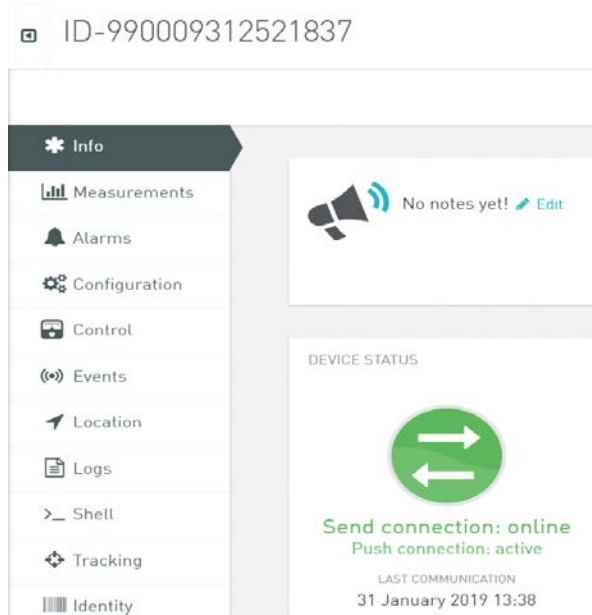 ID-990009312521837
Info
Measurements
Alarms
Configuration
Control
Events
Location
Logs
Shell
Tracking
Identity
No notes yet! Edit
DEVICE STATUS
Send connection: online
Push connection: active
LAST COMMUNICATION
31 January 2019 13:38